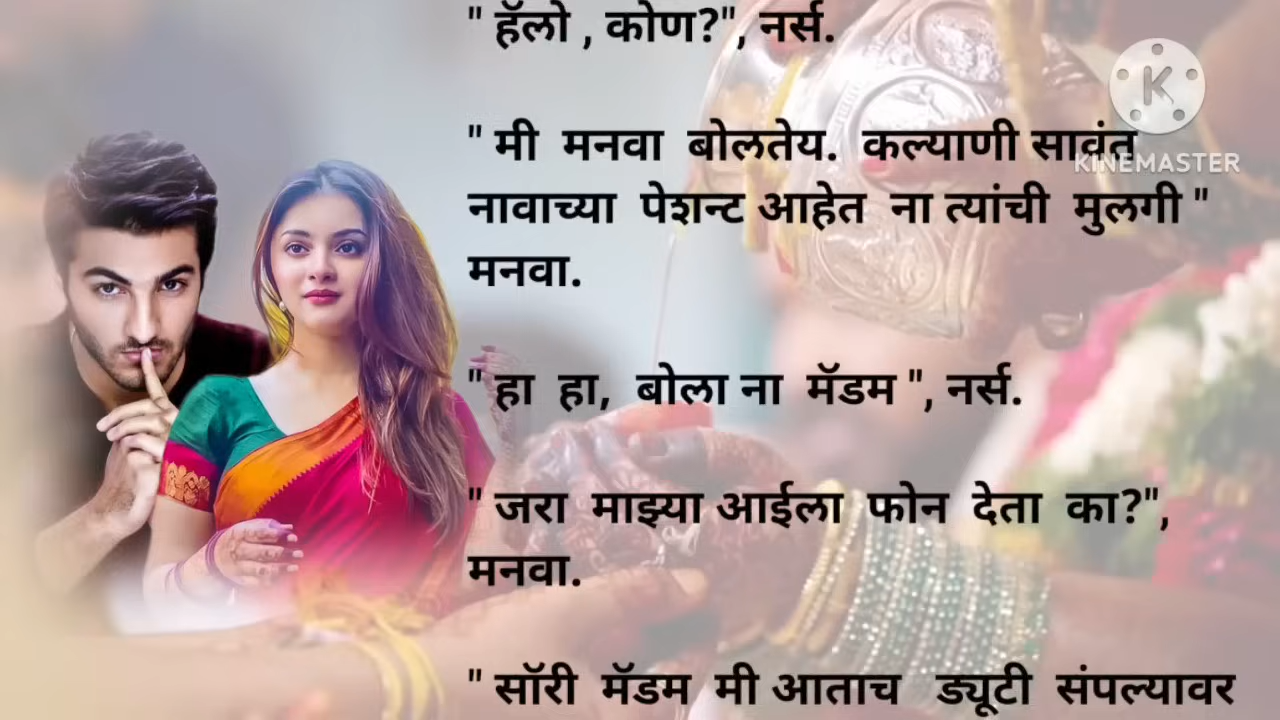 " हॅलो , कोण?", नर्स.
" मी मनवा बोलतेय. कल्याणी सावंत
नावाच्या पेशन्ट आहेत ना त्यांची मुलगी "
मनवा.
" हा हा, बोला ना मॅडम ", नर्स.
" जरा माझ्या आईला फोन देता का?",
मनवा.
" सॉरी मॅडम मी आताच ड्यूटी संपल्यावर
K
KINEMASTER